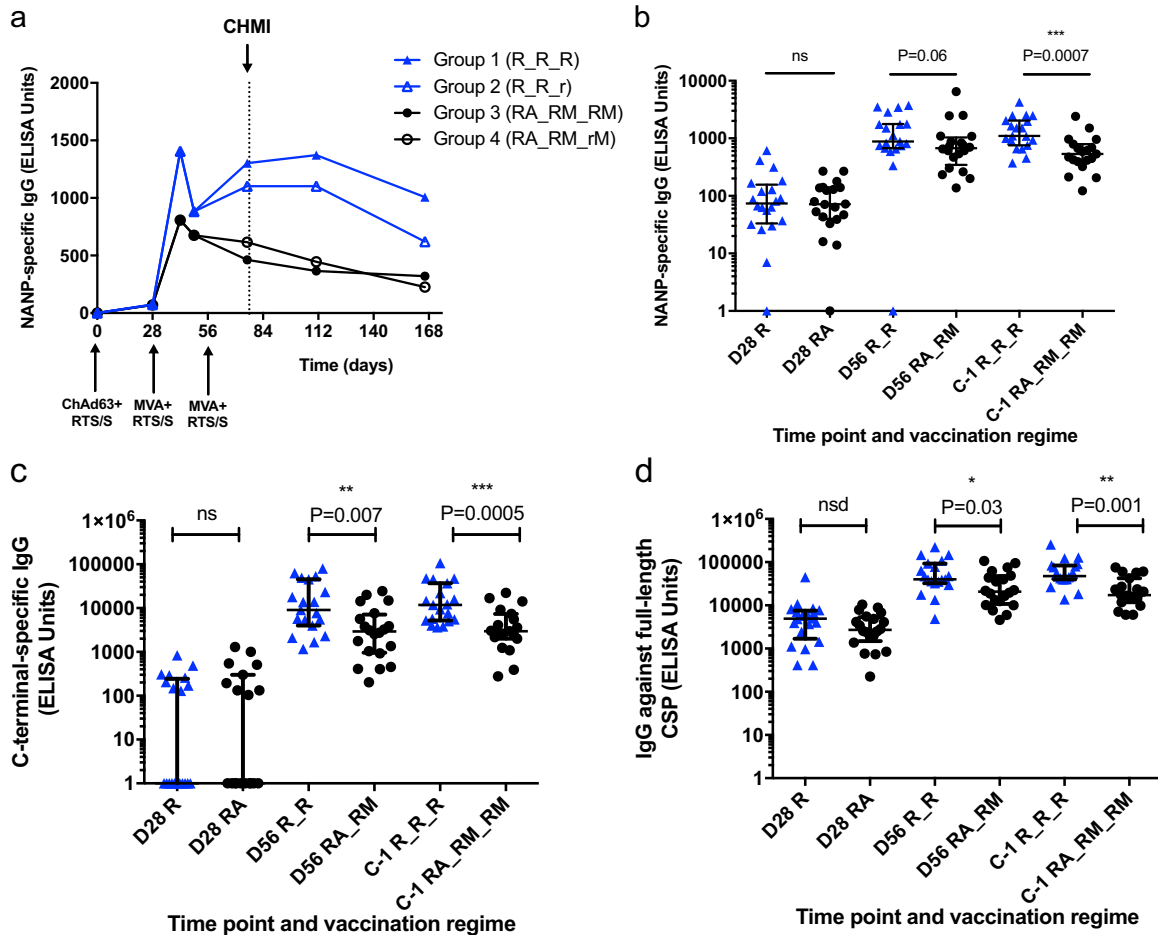 a
CHMI
Group 1 (R_R_R)
Group 2 (R_R_r)
Group 3 (RA_RM_RM)
Group 4 (RA_RM_rM)
NANP-specific IgG (ELISA Units)
2000
1500
1000
500
0
0 28 56 84 112 140 168
Time (days)
ChAd63+
RTS/S
MVA+
RTS/S
MVA+
RTS/S
b
ns
P=0.06
***
P=0.0007
NANP-specific IgG (ELISA Units)
100000
10000
1000
100
10
1
D28 R
D28 RA
D56 R_R
D56 RA_RM
C-1 R_R_R
C-1 RA_RM_RM
Time point and vaccination regime
c
ns
**
P=0.007
***
P=0.0005
C-terminal-specific IgG
(ELISA Units)
1×10⁶
100000
10000
1000
100
10
1
D28 R
D28 RA
D56 R_R
D56 RA_RM
C-1 R_R_R
C-1 RA_RM_RM
Time point and vaccination regime
d
nsd
*
P=0.03
**
P=0.001
IgG against full-length
CSP (ELISA Units)
1×10⁶
100000
10000
1000
100
10
1
D28 R
D28 RA
D56 R_R
D56 RA_RM
C-1 R_R_R
C-1 RA_RM_RM
Time point and vaccination regime